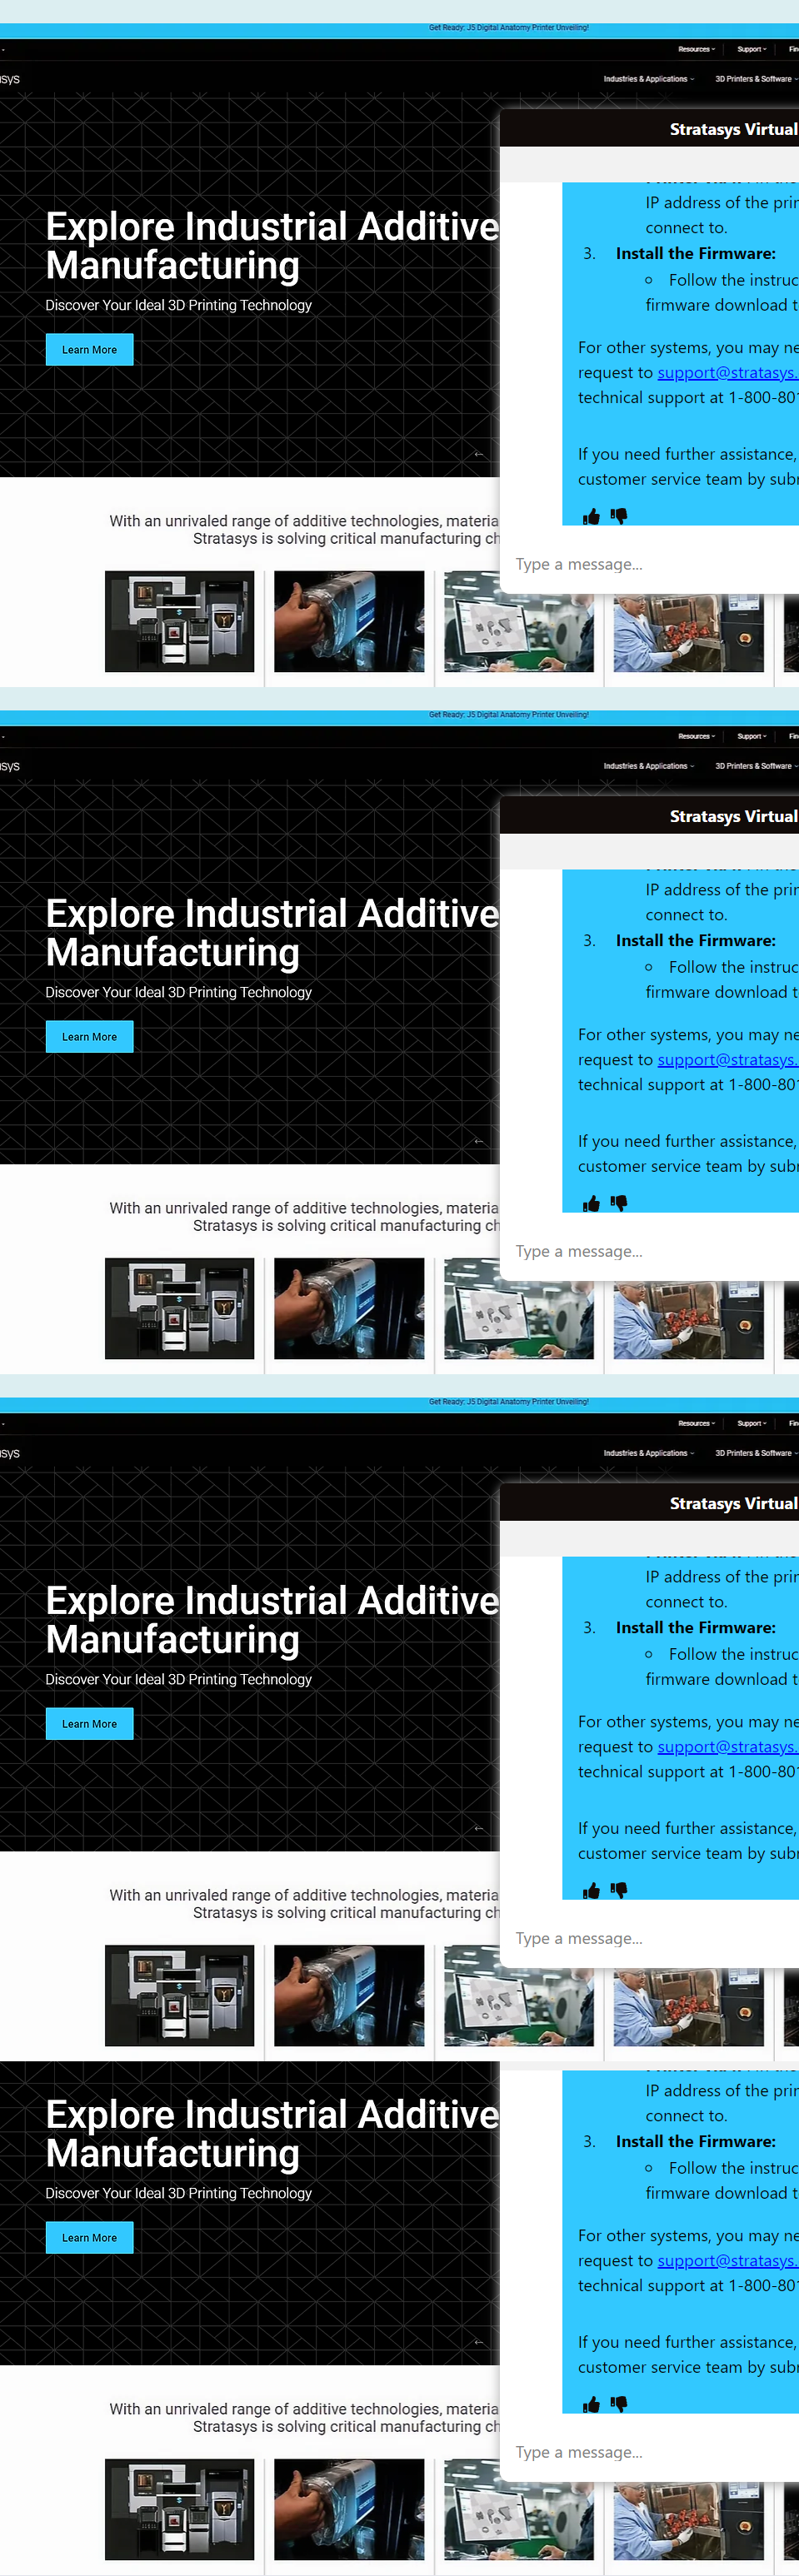 Get Ready: J5 Digital Anatomy Printer Unveiling!
Resources Support Fin
asys
Industries & Applications 3D Printers & Software
Stratasys Virtual
Explore Industrial Additive
Manufacturing
Discover Your Ideal 3D Printing Technology
Learn More
IP address of the prin
connect to.
3. Install the Firmware:
Follow the instruc
firmware download t
For other systems, you may ne
request to support@stratasys.
technical support at 1-800-801
If you need further assistance,
customer service team by subm
Type a message...
With an unrivaled range of additive technologies, materia
Stratasys is solving critical manufacturing ch
Get Ready: J5 Digital Anatomy Printer Unveiling!
Resources Support Fin
asys
Industries & Applications 3D Printers & Software
Stratasys Virtual
Explore Industrial Additive
Manufacturing
Discover Your Ideal 3D Printing Technology
Learn More
IP address of the prin
connect to.
3. Install the Firmware:
Follow the instruc
firmware download t
For other systems, you may ne
request to support@stratasys.
technical support at 1-800-801
If you need further assistance,
customer service team by subm
Type a message...
With an unrivaled range of additive technologies, materia
Stratasys is solving critical manufacturing ch
Get Ready: J5 Digital Anatomy Printer Unveiling!
Resources Support Fin
asys
Industries & Applications 3D Printers & Software
Stratasys Virtual
Explore Industrial Additive
Manufacturing
Discover Your Ideal 3D Printing Technology
Learn More
IP address of the prin
connect to.
3. Install the Firmware:
Follow the instruc
firmware download t
For other systems, you may ne
request to support@stratasys.
technical support at 1-800-801
If you need further assistance,
customer service team by subm
Type a message...
With an unrivaled range of additive technologies, materia
Stratasys is solving critical manufacturing ch
Explore Industrial Additive
Manufacturing
Discover Your Ideal 3D Printing Technology
Learn More
IP address of the prin
connect to.
3. Install the Firmware:
Follow the instruc
firmware download t
For other systems, you may ne
request to support@stratasys.
technical support at 1-800-801
If you need further assistance,
customer service team by subm
Type a message...
With an unrivaled range of additive technologies, materia
Stratasys is solving critical manufacturing ch